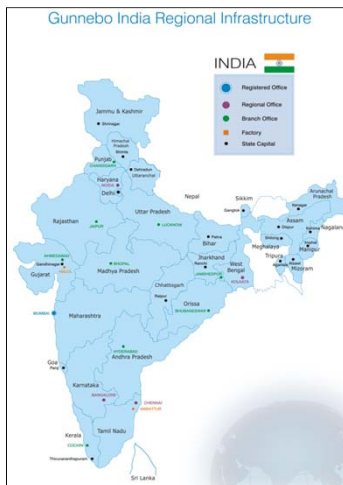 Gunnebo India Regional Infrastructure
INDIA
Registered Office
Regional Office
Branch Office
Factory
State Capital
Jammu & Kashmir
Srinagar
Himachal
Pradesh
Shimla
Punjab
CHANDIGARH
Dehradun
Uttaranchal
Haryana
NOIDA
Delhi
Nepal
Sikkim
Gangtok
Arunachal
Pradesh
Itanagar
Assam
Dispur
Nagaland
Kohima
Shillong
Meghalaya
Imphal
Manipur
Tripura
Agartala
Aizawl
Mizoram
Rajasthan
JAIPUR
Uttar Pradesh
LUCKNOW
Patna
Bihar
Jharkhand
Ranchi
JAMSHEDPUR
West
Bengal
KOLKATA
AHMEDABAD
Gandhinagar
HALOL
Gujarat
BHOPAL
Madhya Pradesh
Chhattisgarh
Raipur
Orissa
BHUBANESWAR
MUMBAI
Maharashtra
HYDERABAD
Andhra Pradesh
Goa
Panji
Karnataka
BANGALORE
CHENNAI
AMBATTUR
Tamil Nadu
Kerala
COCHIN
Thiruvananthapuram
Sri Lanka